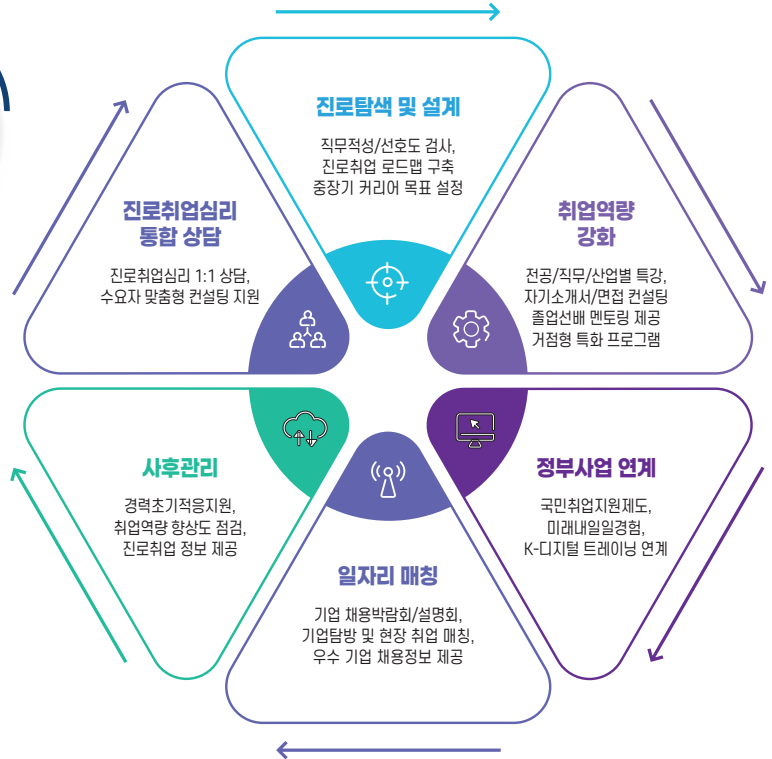 진로탐색 및 설계
직무적성/선호도 검사,
진로취업 로드맵 구축
중장기 커리어 목표 설정
취업역량
강화
전공/직무/산업별 특강,
자기소개서/면접 컨설팅
졸업선배 멘토링 제공
거점형 특화 프로그램
정부사업 연계
국민취업지원제도,
미래내일일경험,
K-디지털 트레이닝 연계
일자리 매칭
기업 채용박람회/설명회,
기업탐방 및 현장 취업 매칭,
우수 기업 채용정보 제공
사후관리
경력초기적응지원,
취업역량 향상도 점검,
진로취업 정보 제공
진로취업심리
통합 상담
진로취업심리 1:1 상담,
수요자 맞춤형 컨설팅 지원